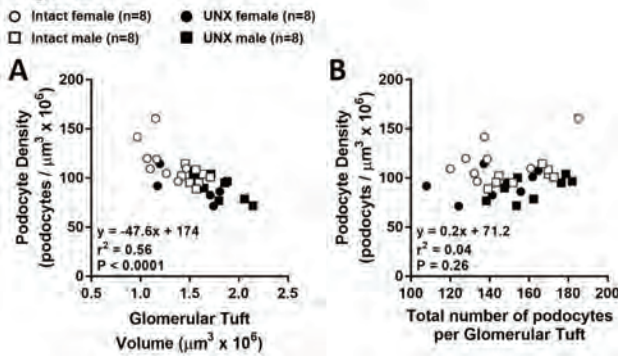 Intact female (n=8) UNX female (n=8)
Intact male (n=8) UNX male (n=8)
A
Podocyte Density
(podocytes / μm³ x 10⁶)
200
150
100
50
0
y = -47.6x + 174
r² = 0.56
P < 0.0001
0.5 1.0 1.5 2.0 2.5
Glomerular Tuft
Volume (μm³ x 10⁶)
B
Podocyte Density
(podocyts / μm³ x 10⁶)
200
150
100
50
0
y = 0.2x + 71.2
r² = 0.04
P = 0.26
100 120 140 160 180 200
Total number of podocytes
per Glomerular Tuft